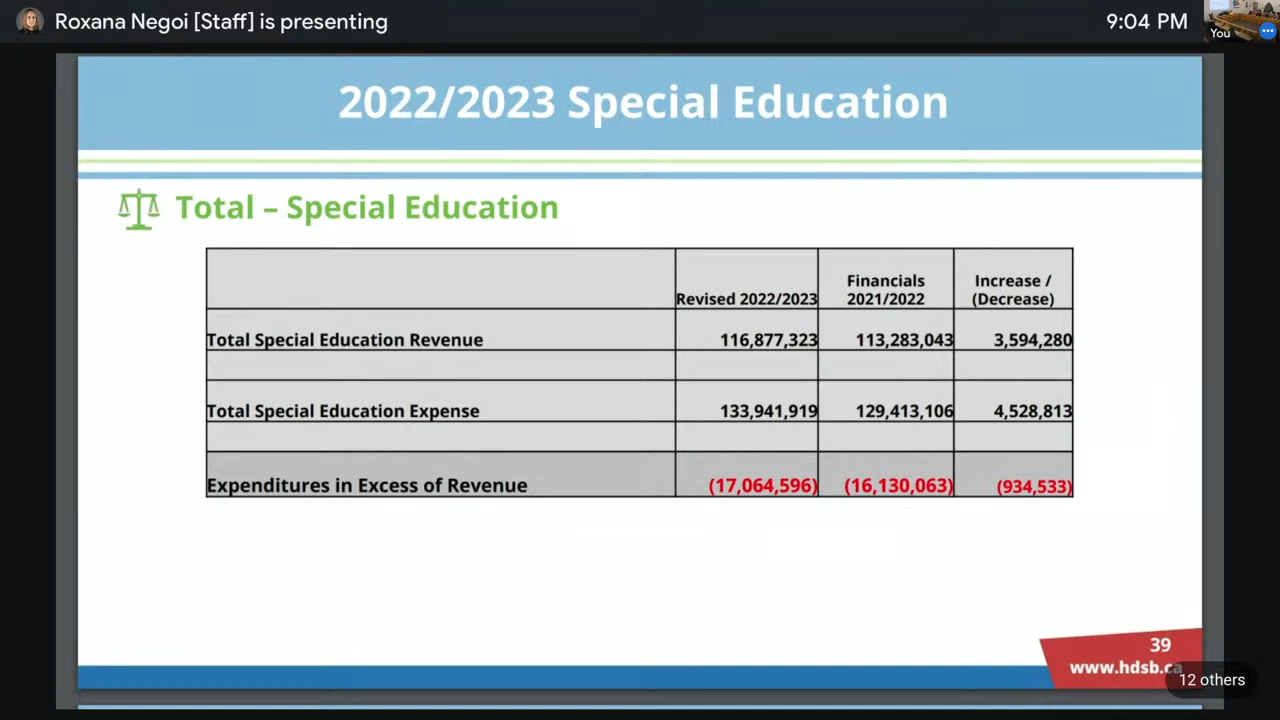 Roxana Negoi [Staff] is presenting
9:04 PM
You
2022/2023 Special Education
Total – Special Education
Revised 2022/2023 Financials 2021/2022 Increase / (Decrease)
Total Special Education Revenue 116,877,323 113,283,043 3,594,280
Total Special Education Expense 133,941,919 129,413,106 4,528,813
Expenditures in Excess of Revenue (17,064,596) (16,130,063) (934,533)
39
www.hdsb.ca
12 others